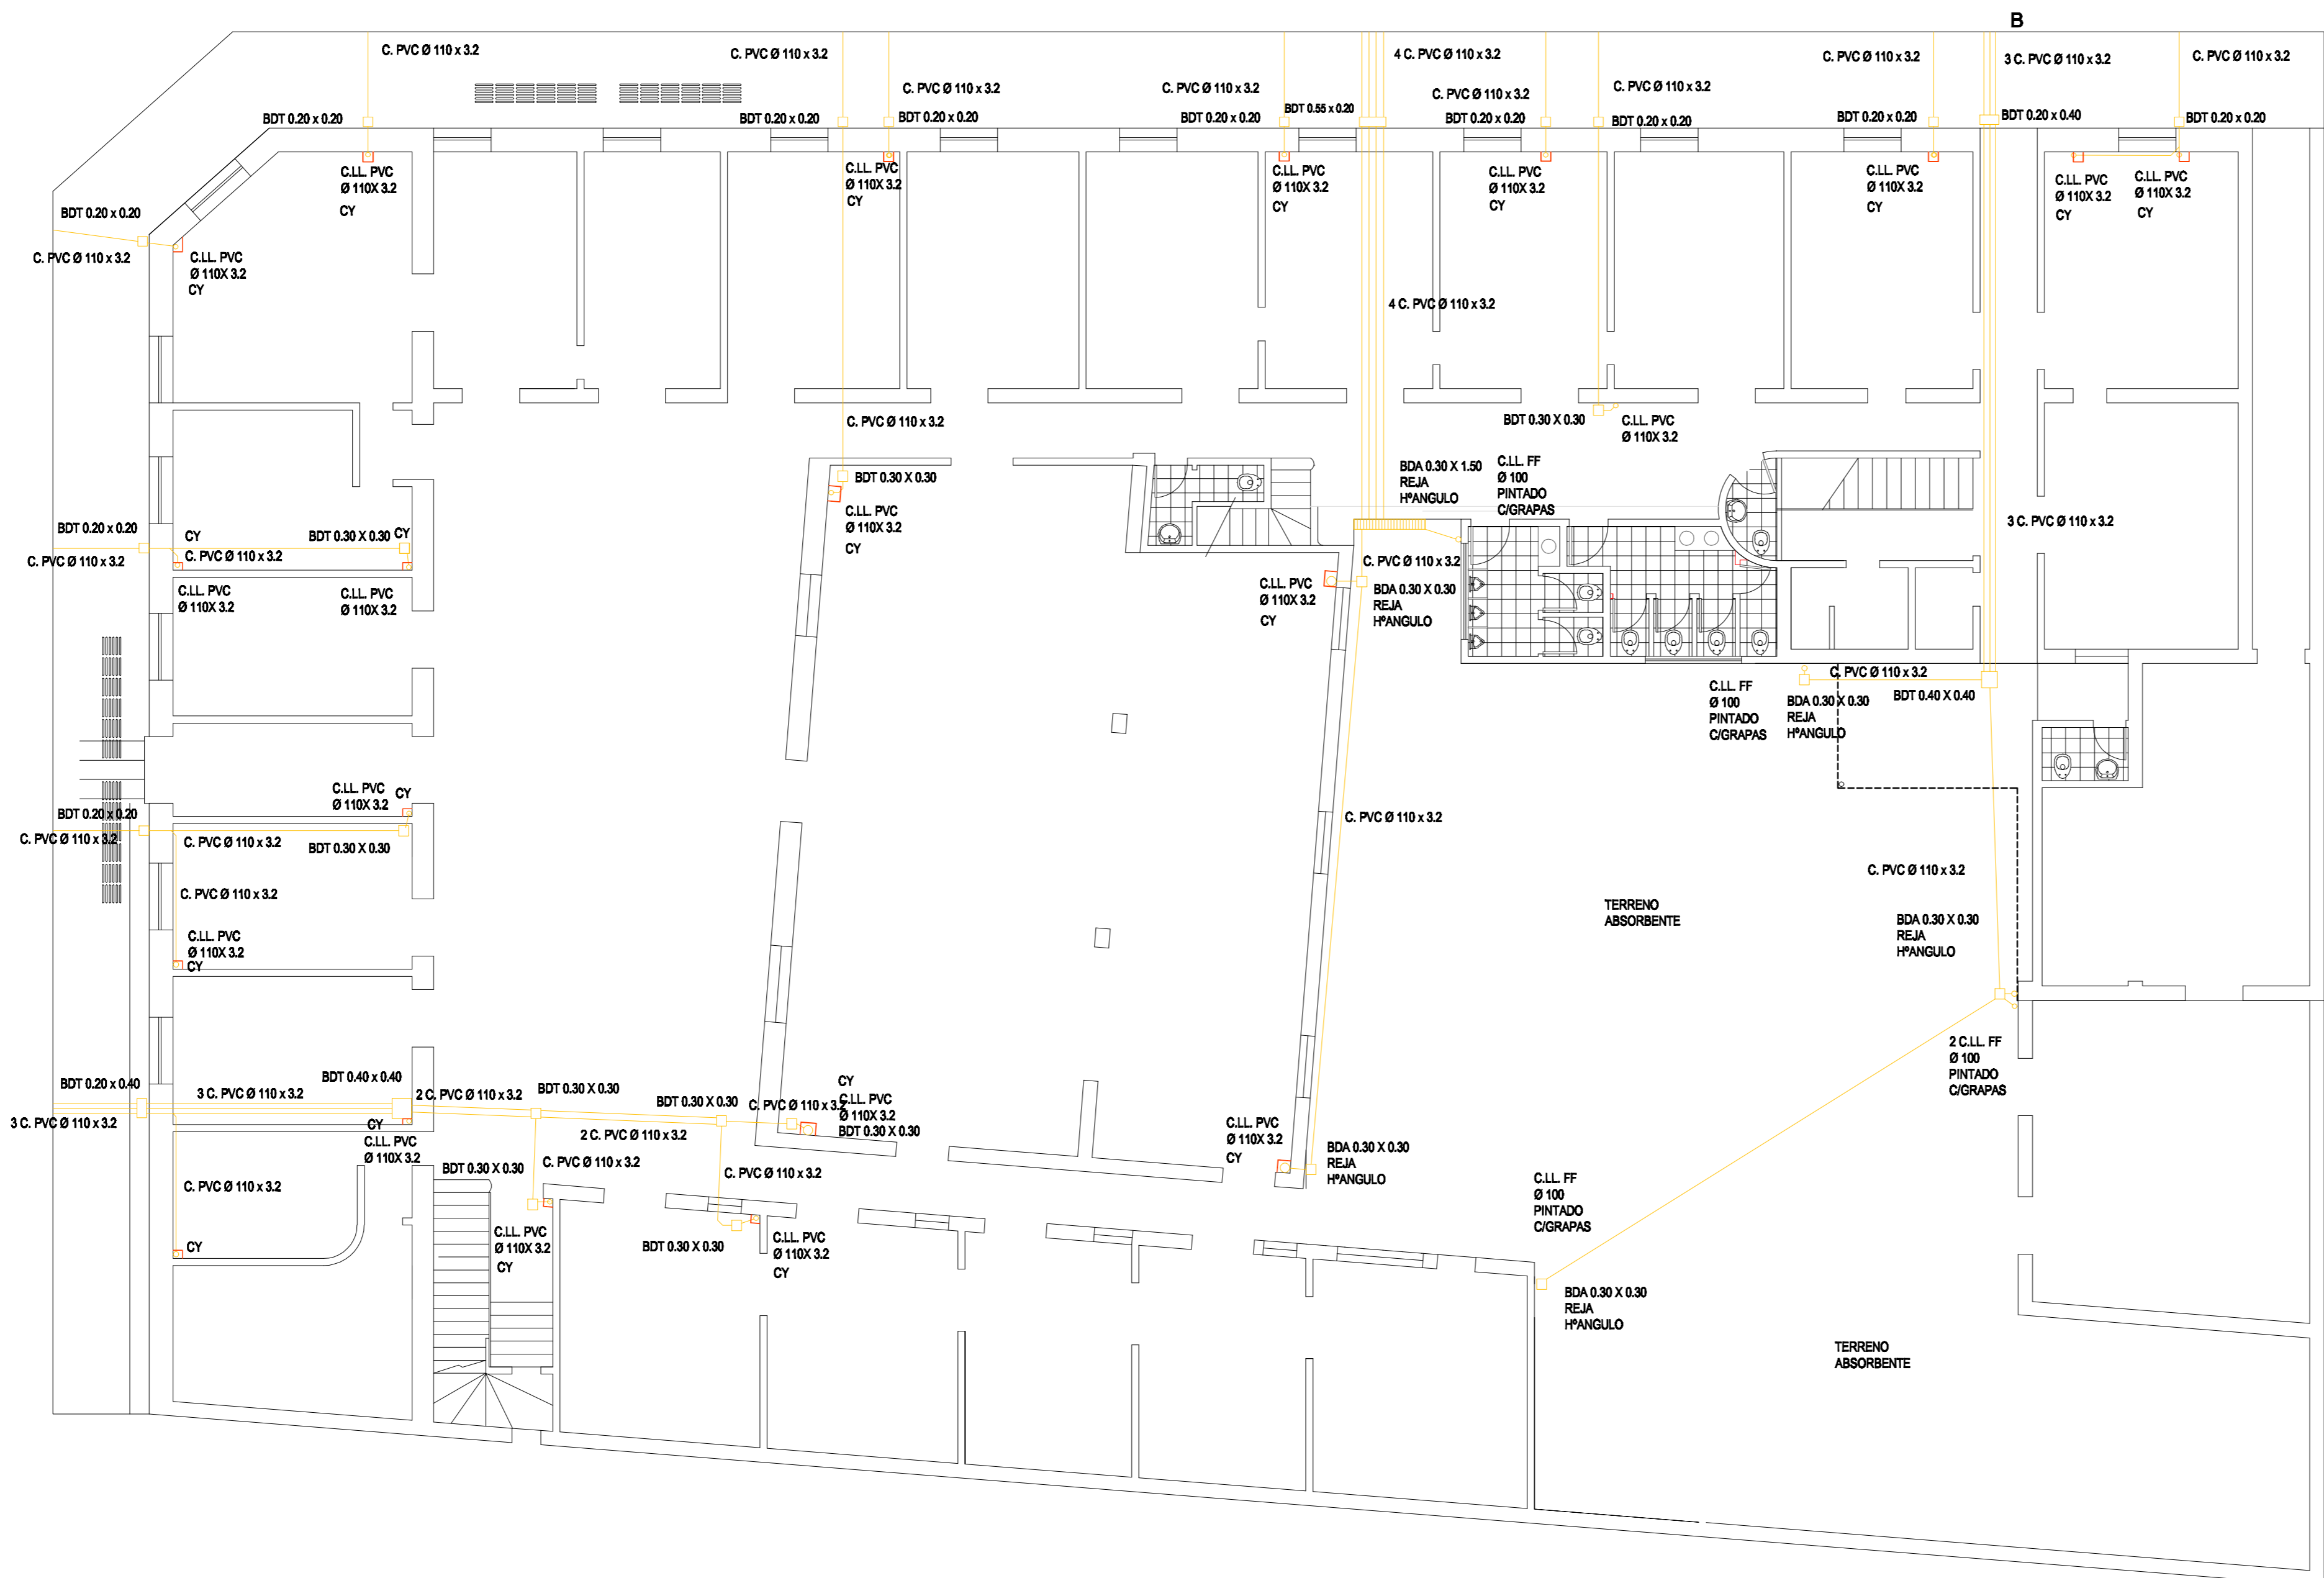 B
C. PVC Ø 110 x 3.2
C. PVC Ø 110 x 3.2
4 C. PVC Ø 110 x 3.2
C. PVC Ø 110 x 3.2
3 C. PVC Ø 110 x 3.2
C. PVC Ø 110 x 3.2
C. PVC Ø 110 x 3.2
C. PVC Ø 110 x 3.2
C. PVC Ø 110 x 3.2
C. PVC Ø 110 x 3.2
BDT 0.20 x 0.20
BDT 0.20 x 0.20
BDT 0.20 x 0.20
BDT 0.20 x 0.20
BDT 0.55 x 0.20
BDT 0.20 x 0.20
BDT 0.20 x 0.20
BDT 0.20 x 0.20
BDT 0.20 x 0.40
BDT 0.20 x 0.20
C.LL. PVC
Ø 110X 3.2
CY
C.LL. PVC
Ø 110X 3.2
CY
C.LL. PVC
Ø 110X 3.2
CY
C.LL. PVC
Ø 110X 3.2
CY
C.LL. PVC
Ø 110X 3.2
CY
C.LL. PVC
Ø 110X 3.2
CY
C.LL. PVC
Ø 110X 3.2
CY
BDT 0.20 x 0.20
C. PVC Ø 110 x 3.2
C.LL. PVC
Ø 110X 3.2
CY
4 C. PVC Ø 110 x 3.2
C. PVC Ø 110 x 3.2
BDT 0.30 X 0.30
C.LL. PVC
Ø 110X 3.2
BDT 0.30 X 0.30
C.LL. PVC
Ø 110X 3.2
CY
BDA 0.30 X 1.50
REJA
HºANGULO
C.LL. FF
Ø 100
PINTADO
C/GRAPAS
3 C. PVC Ø 110 x 3.2
BDT 0.20 x 0.20
C. PVC Ø 110 x 3.2
CY
C. PVC Ø 110 x 3.2
BDT 0.30 X 0.30
CY
C.LL. PVC
Ø 110X 3.2
C.LL. PVC
Ø 110X 3.2
C. PVC Ø 110 x 3.2
C.LL. PVC
Ø 110X 3.2
CY
BDA 0.30 X 0.30
REJA
HºANGULO
C. PVC Ø 110 x 3.2
C.LL. FF
Ø 100
PINTADO
C/GRAPAS
BDA 0.30 X 0.30
REJA
HºANGULO
BDT 0.40 X 0.40
C.LL. PVC
Ø 110X 3.2
CY
BDT 0.20 x 0.20
C. PVC Ø 110 x 3.2
C. PVC Ø 110 x 3.2
BDT 0.30 X 0.30
C. PVC Ø 110 x 3.2
C. PVC Ø 110 x 3.2
C. PVC Ø 110 x 3.2
TERRENO
ABSORBENTE
BDA 0.30 X 0.30
REJA
HºANGULO
C.LL. PVC
Ø 110X 3.2
CY
2 C.LL. FF
Ø 100
PINTADO
C/GRAPAS
BDT 0.20 x 0.40
3 C. PVC Ø 110 x 3.2
3 C. PVC Ø 110 x 3.2
BDT 0.40 x 0.40
2 C. PVC Ø 110 x 3.2
BDT 0.30 X 0.30
BDT 0.30 X 0.30
C. PVC Ø 110 x 3.2
CY
C.LL. PVC
Ø 110X 3.2
BDT 0.30 X 0.30
CY
C.LL. PVC
Ø 110X 3.2
2 C. PVC Ø 110 x 3.2
C.LL. PVC
Ø 110X 3.2
CY
BDA 0.30 X 0.30
REJA
HºANGULO
BDT 0.30 X 0.30
C. PVC Ø 110 x 3.2
C. PVC Ø 110 x 3.2
C. PVC Ø 110 x 3.2
CY
C.LL. PVC
Ø 110X 3.2
CY
BDT 0.30 X 0.30
C.LL. PVC
Ø 110X 3.2
CY
C.LL. FF
Ø 100
PINTADO
C/GRAPAS
BDA 0.30 X 0.30
REJA
HºANGULO
TERRENO
ABSORBENTE